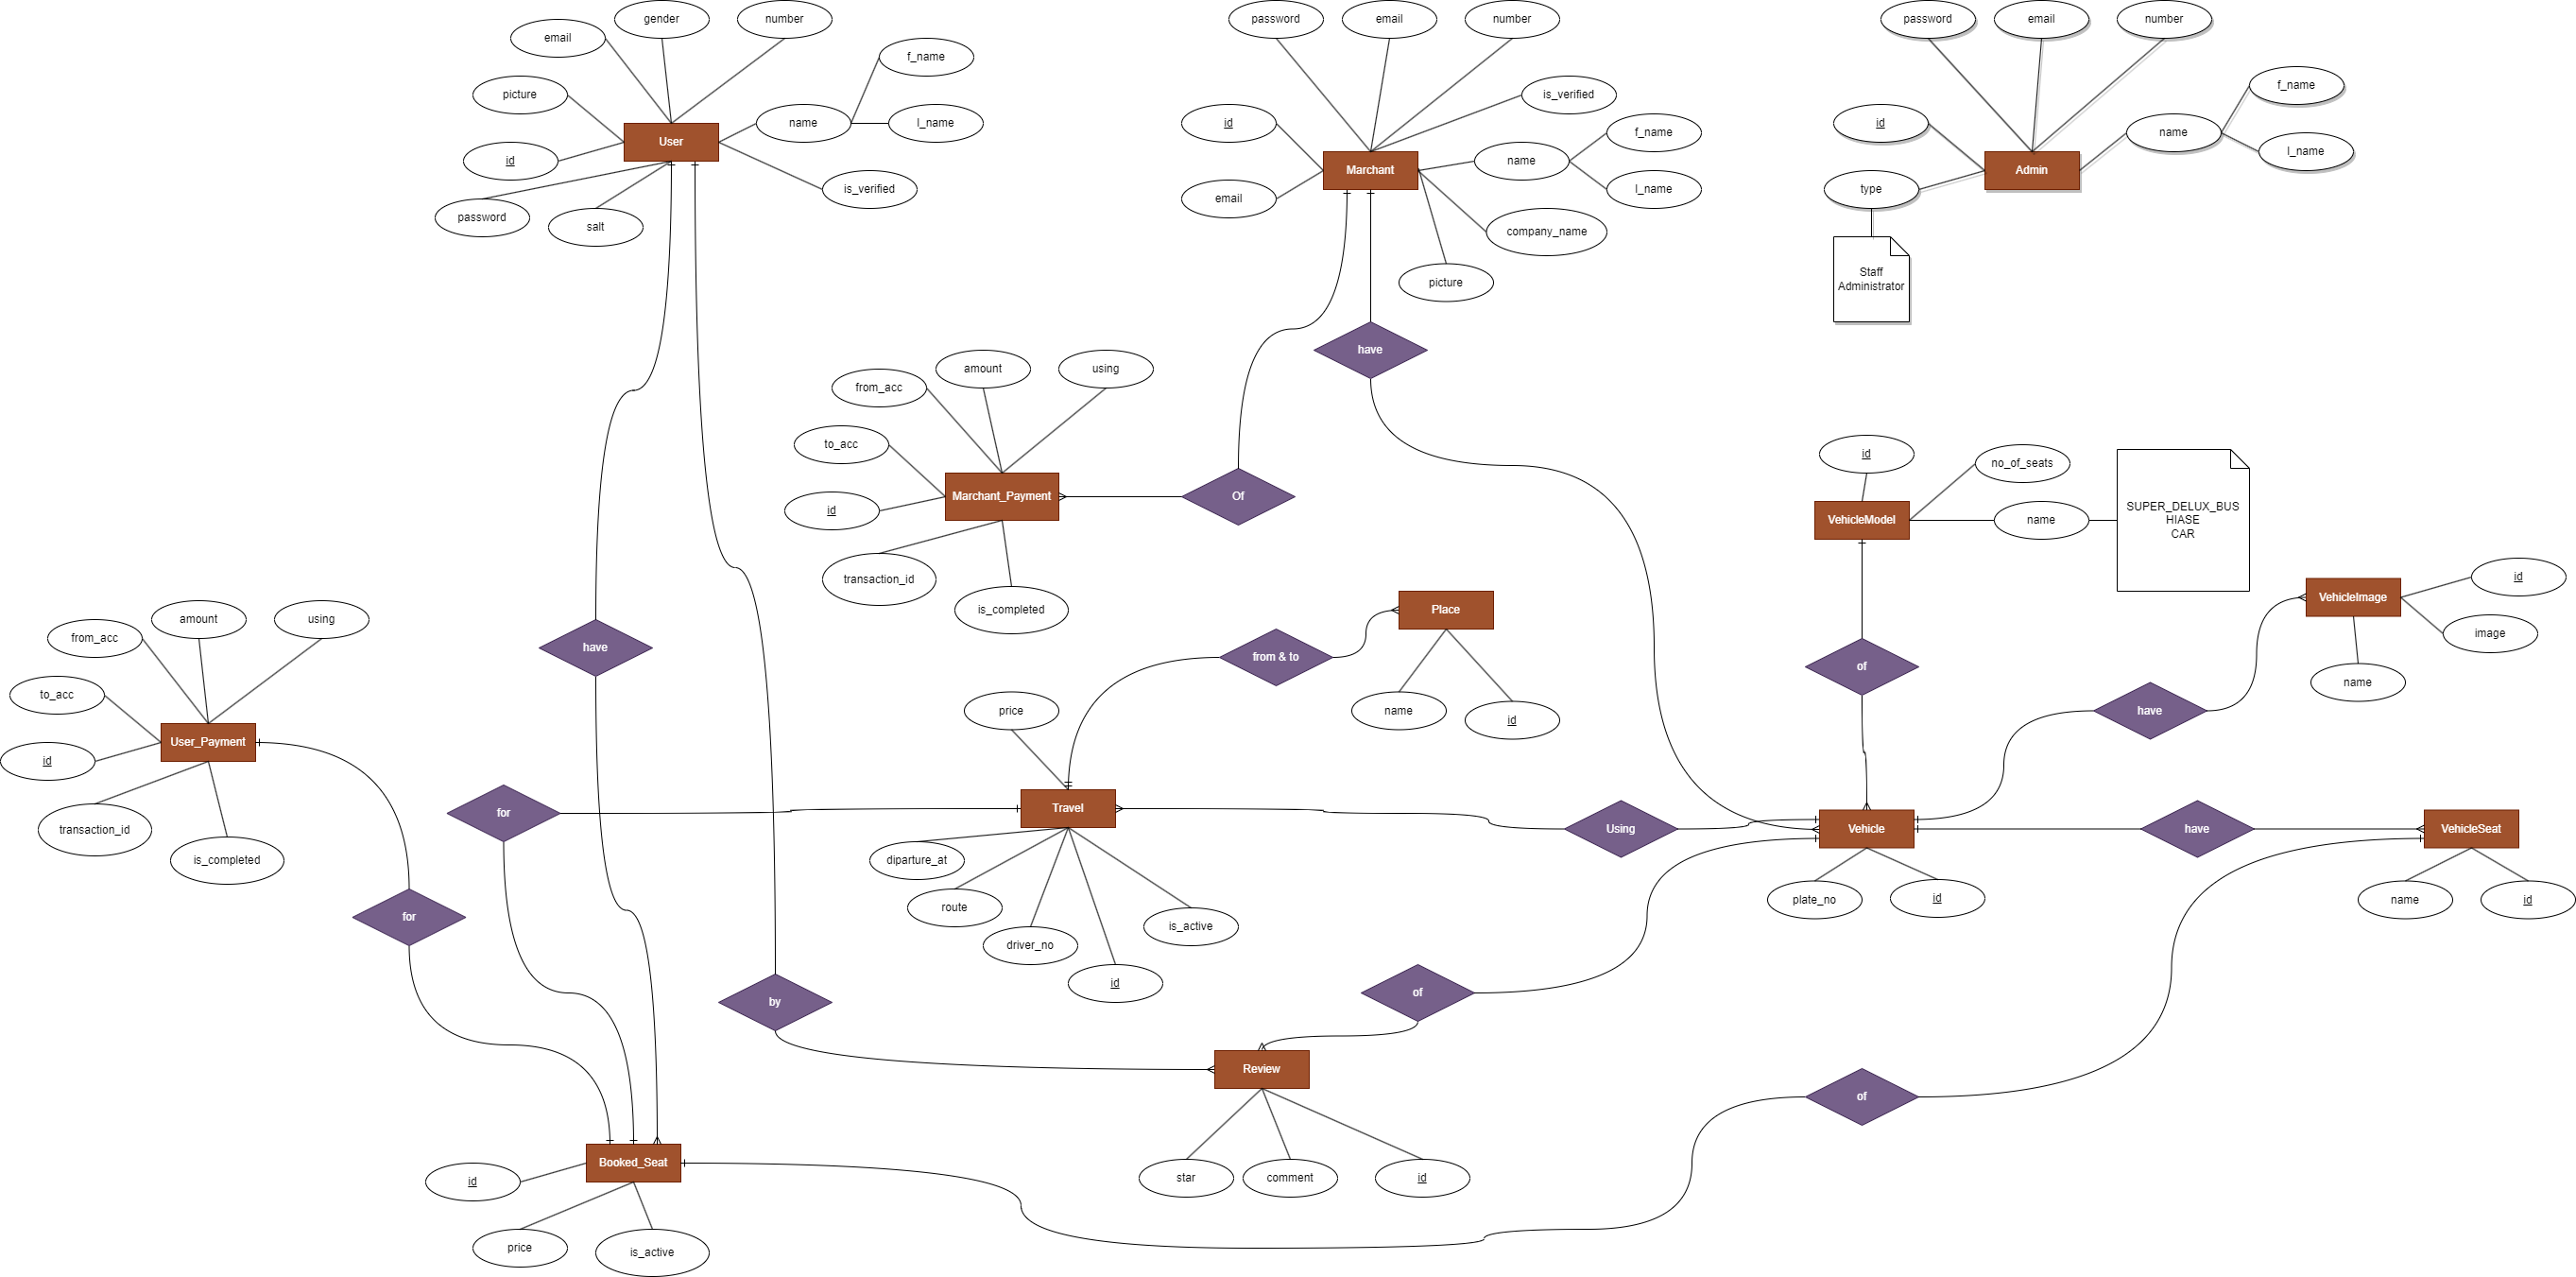 gender
number
email
f_name
picture
name
l_name
User
id
is_verified
password
salt
password
email
number
is_verified
id
f_name
name
Marchant
l_name
email
company_name
picture
have
password
email
number
f_name
id
name
l_name
Admin
type
Staff
Administrator
amount
using
from_acc
to_acc
Marchant_Payment
id
Of
transaction_id
is_completed
id
no_of_seats
VehicleModel
name
SUPER_DELUX_BUS
HIASE
CAR
VehicleImage
id
image
name
of
have
Place
from & to
name
id
amount
using
from_acc
to_acc
User_Payment
id
transaction_id
is_completed
have
for
for
price
Travel
diparture_at
route
driver_no
id
is_active
Using
Vehicle
plate_no
id
have
VehicleSeat
name
id
by
of
Review
star
comment
id
of
Booked_Seat
id
price
is_active